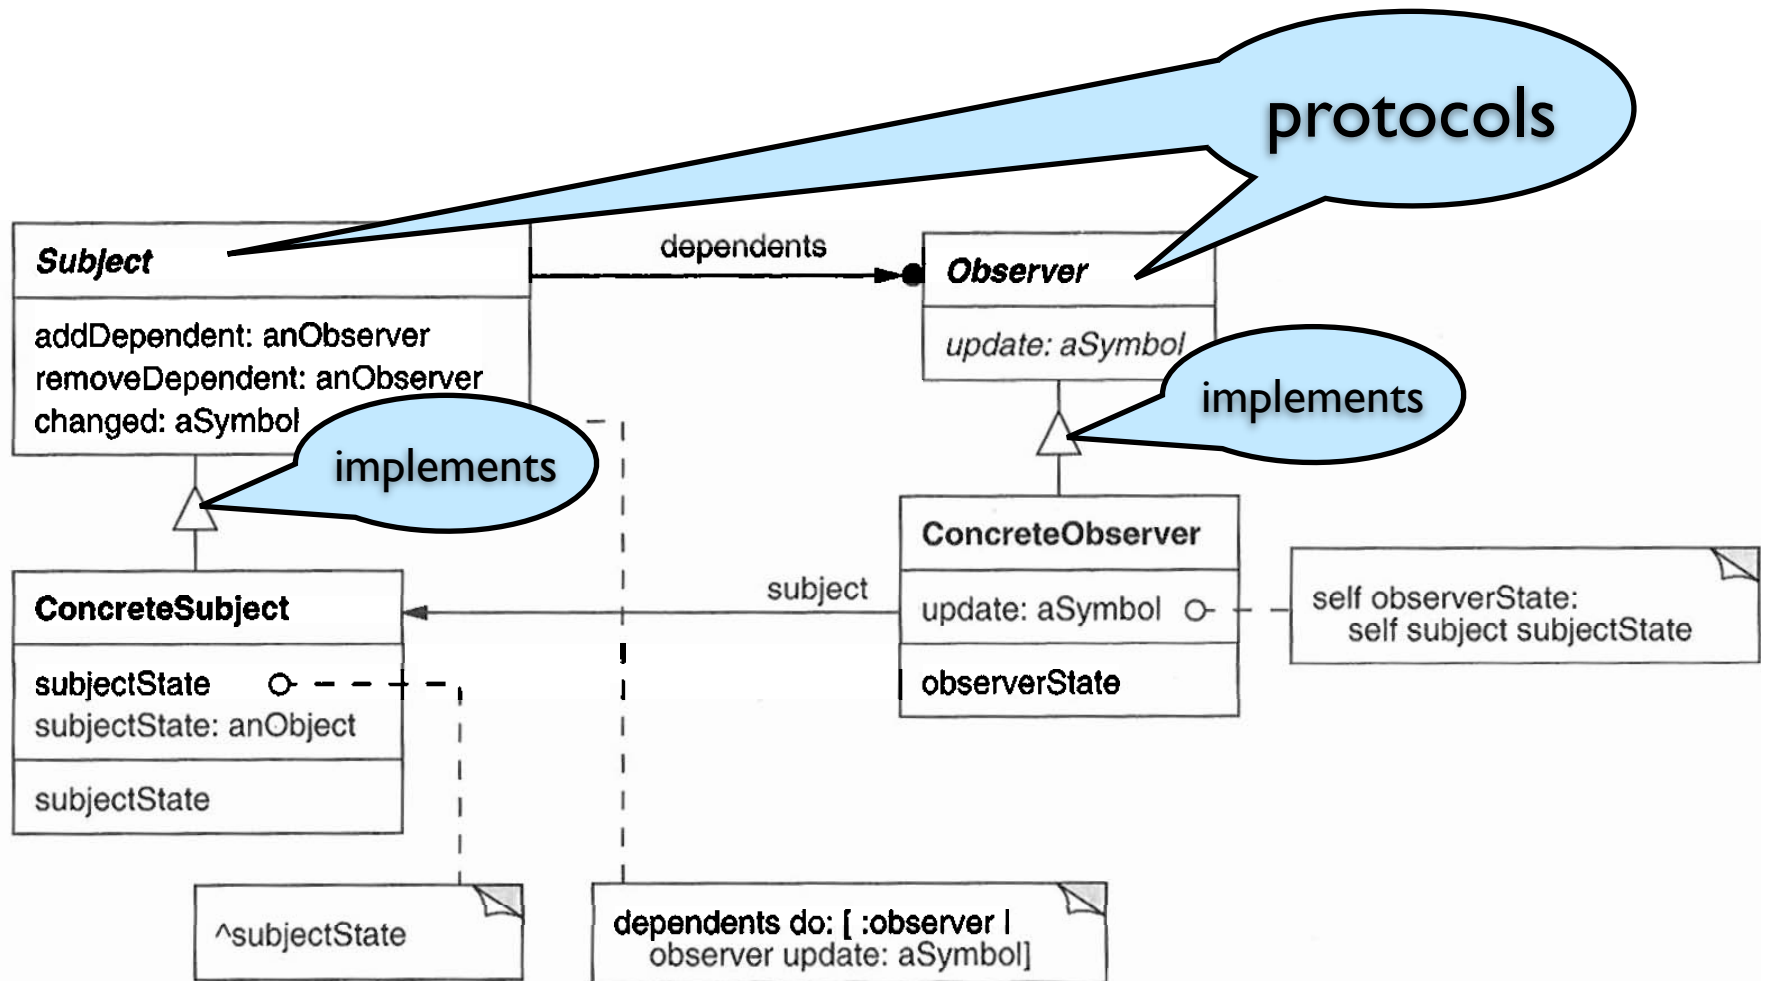 protocols
Subject
addDependent: anObserver
removeDependent: anObserver
changed: aSymbol
implements
dependents
Observer
update: aSymbol
implements
ConcreteSubject
subjectState
subjectState: anObject
subjectState
subject
ConcreteObserver
update: aSymbol
observerState
self observerState:
self subject subjectState
^subjectState
dependents do: [ :observer |
observer update: aSymbol]